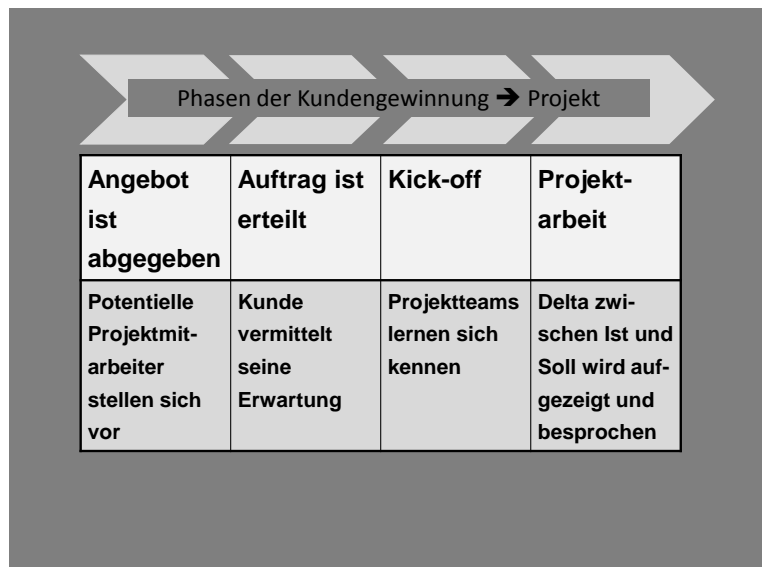 Phasen der Kundengewinnung ➔ Projekt
Angebot
ist
abgegeben
Auftrag ist
erteilt
Kick-off
Projekt-
arbeit
Potentielle
Projektmit-
arbeiter
stellen sich
vor
Kunde
vermittelt
seine
Erwartung
Projektteams
lernen sich
kennen
Delta zwi-
schen Ist und
Soll wird auf-
gezeigt und
besprochen